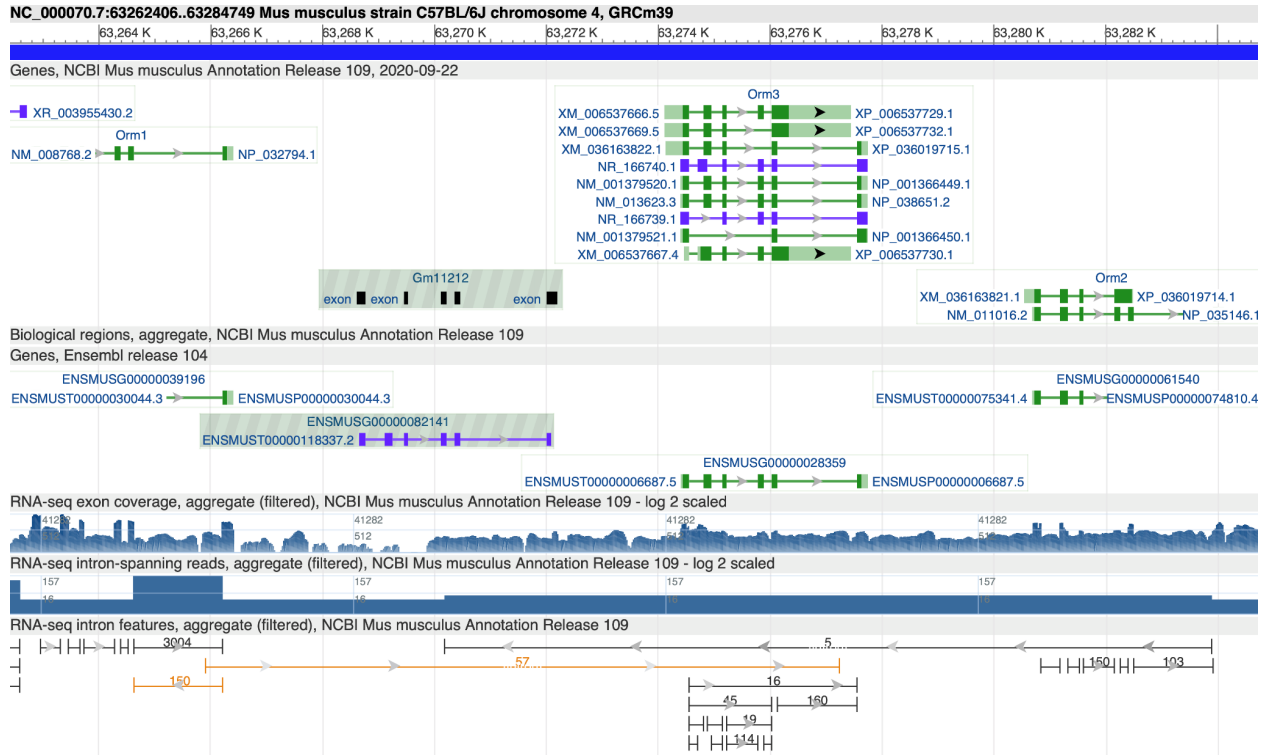 NC_000070.7:63262406..63284749 Mus musculus strain C57BL/6J chromosome 4, GRCm39
63,264 K 63,266 K 63,268 K 63,270 K 63,272 K 63,274 K 63,276 K 63,278 K 63,280 K 63,282 K
Genes, NCBI Mus musculus Annotation Release 109, 2020-09-22
Orm3
XR_003955430.2 XM_006537666.5 XP_006537729.1
XM_006537669.5 XP_006537732.1
Orm1
NM_008768.2 NP_032794.1 XM_036163822.1 XP_036019715.1
NR_166740.1
NM_001379520.1 NP_001366449.1
NM_013623.3 NP_038651.2
NR_166739.1
NM_001379521.1 NP_001366450.1
XM_006537667.4 XP_006537730.1
Gm11212 Orm2
exon exon exon XM_036163821.1 XP_036019714.1
NM_011016.2 NP_035146.1
Biological regions, aggregate, NCBI Mus musculus Annotation Release 109
Genes, Ensembl release 104
ENSMUSG00000039196 ENSMUSG00000061540
ENSMUST00000030044.3 ENSMUSP00000030044.3 ENSMUST00000075341.4 ENSMUSP00000074810.4
ENSMUSG00000082141
ENSMUST00000118337.2
ENSMUSG00000028359
ENSMUST00000006687.5 ENSMUSP00000006687.5
RNA-seq exon coverage, aggregate (filtered), NCBI Mus musculus Annotation Release 109 - log 2 scaled
41282 41282 41282 41282
512 512 512 512
RNA-seq intron-spanning reads, aggregate (filtered), NCBI Mus musculus Annotation Release 109 - log 2 scaled
157 157 157 157
16 16 16 16
RNA-seq intron features, aggregate (filtered), NCBI Mus musculus Annotation Release 109
3004 5
57 150 103
150 16
45 160
19
114